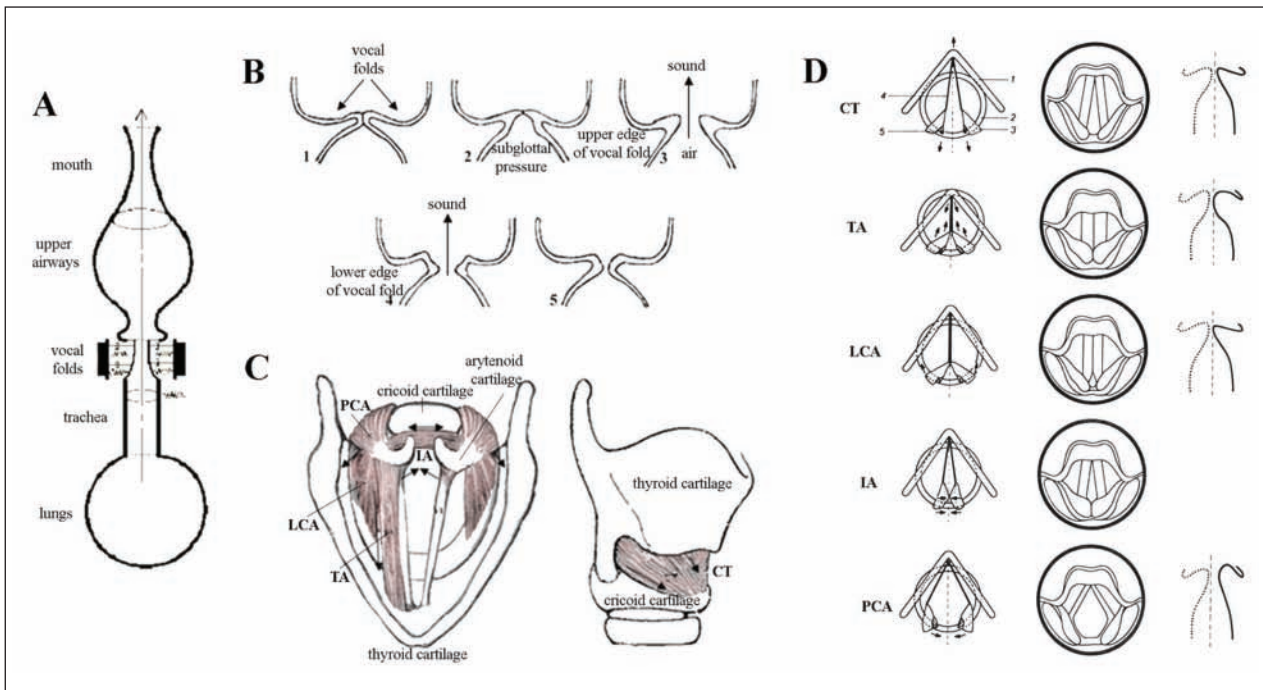 A
mouth
upper
airways
vocal
folds
trachea
lungs
B
vocal
folds
1
2
subglottal
pressure
sound
upper edge
of vocal fold
3
air
sound
lower edge
of vocal fold
5
C
arytenoid
cartilage
cricoid cartilage
PCA
IA
LCA
TA
thyroid cartilage
thyroid cartilage
CT
cricoid cartilage
D
CT
1
4
2
5
3
TA
LCA
IA
PCA